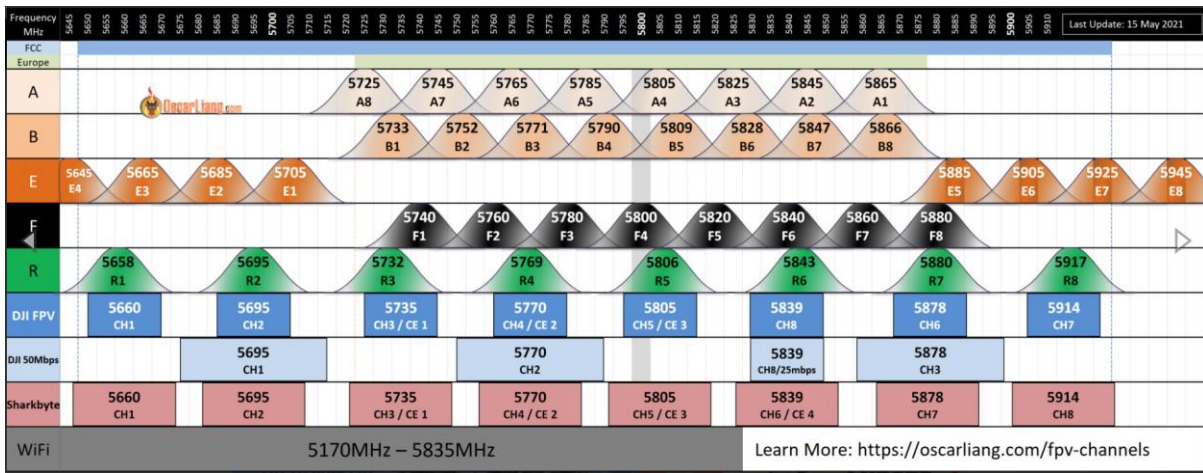 Frequency MHz 5645 5650 5655 5660 5665 5670 5675 5680 5685 5690 5695 5700 5705 5710 5715 5720 5725 5730 5735 5740 5745 5750 5755 5760 5765 5770 5775 5780 5785 5790 5795 5800 5805 5810 5815 5820 5825 5830 5835 5840 5845 5850 5855 5860 5865 5870 5875 5880 5885 5890 5895 5900 5905 5910 Last Update: 15 May 2021
FCC
Europe
OscarLiang.com
A
5725 5745 5765 5785 5805 5825 5845 5865
A8 A7 A6 A5 A4 A3 A2 A1
B
5733 5752 5771 5790 5809 5828 5847 5866
B1 B2 B3 B4 B5 B6 B7 B8
E
5645 5665 5685 5705 5885 5905 5925 5945
E4 E3 E2 E1 E5 E6 E7 E8
F
5740 5760 5780 5800 5820 5840 5860 5880
F1 F2 F3 F4 F5 F6 F7 F8
R
5658 5695 5732 5769 5806 5843 5880 5917
R1 R2 R3 R4 R5 R6 R7 R8
DJI FPV
5660 5695 5735 5770 5805 5839 5878 5914
CH1 CH2 CH3 / CE 1 CH4 / CE 2 CH5 / CE 3 CH8 CH6 CH7
DJI 50Mbps
5695 5770 5839 5878
CH1 CH2 CH8/25mbps CH3
Sharkbyte
5660 5695 5735 5770 5805 5839 5878 5914
CH1 CH2 CH3 / CE 1 CH4 / CE 2 CH5 / CE 3 CH6 / CE 4 CH7 CH8
WiFi 5170MHz – 5835MHz Learn More: https://oscarliang.com/fpv-channels